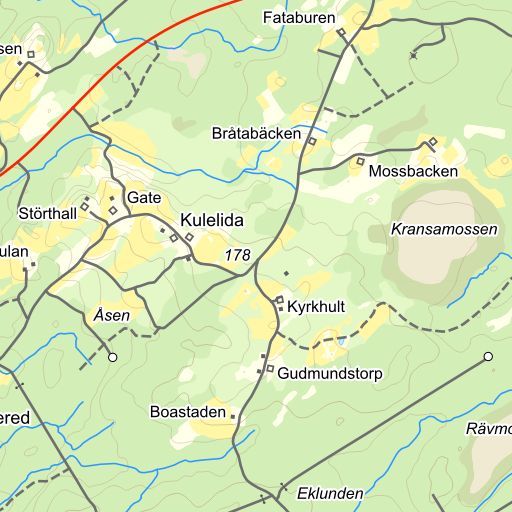 Fataburen
sen
Bråtabäcken
Mossbacken
Gate
Störthall
Kulelida
Kransamossen
ulan
178
Åsen
Kyrkhult
Gudmundstorp
Boastaden
ered
Rävmo
Eklunden